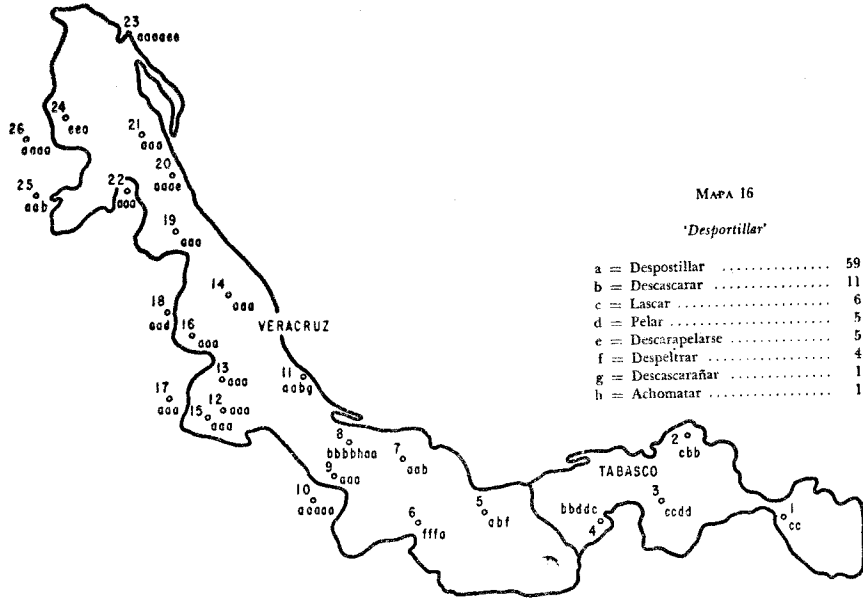 23
aaaaee
24
eea
26
aaaa
21
aaa
20
aaae
25
aab
22
aaa
19
aaa
MAPA 16
'Desportillar'
a = Despostillar .................. 59
b = Descascarar .................. 11
c = Lascar .................. 6
d = Pelar .................. 5
e = Descarapelarse .................. 5
f = Despeltrar .................. 4
g = Descascarañar .................. 1
h = Achomatar .................. 1
14
aaa
18
aad
VERACRUZ
16
aaa
13
aaa
11
aabg
17
aaa
12
aaa
15
aaa
8
bbbbhaa
7
aab
2
cbb
TABASCO
9
aaa
10
aaaaa
5
abf
6
fffa
bbddc
4
3
ccdd
1
cc